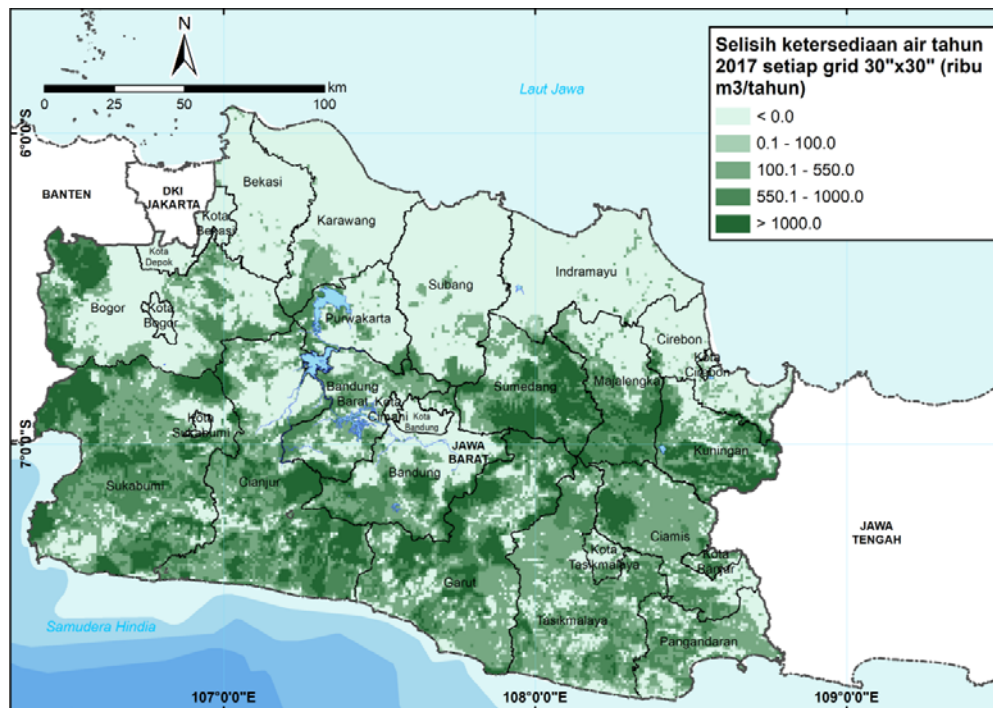 N
0 25 50 100 km
Selisih ketersediaan air tahun
2017 setiap grid 30"x30" (ribu
m3/tahun)
< 0.0
0.1 - 100.0
100.1 - 550.0
550.1 - 1000.0
> 1000.0
Laut Jawa
6°0'0"S
BANTEN
DKI
JAKARTA
Bekasi
Kota
Bekasi
Karawang
Kota
Depok
Indramayu
Subang
Bogor
Kota
Bogor
Purwakarta
Cirebon
Kota
Cirebon
Bandung
Barat
Sumedang
Majalengka
Kota
Cimahi
Kota
Bandung
Kota
Sukabumi
7°0'0"S
JAWA
BARAT
Kuningan
Bandung
Sukabumi
Cianjur
Ciamis
JAWA
TENGAH
Kota
Tasikmalaya
Kota
Banjar
Garut
Tasikmalaya
Pangandaran
Samudera Hindia
107°0'0"E
108°0'0"E
109°0'0"E